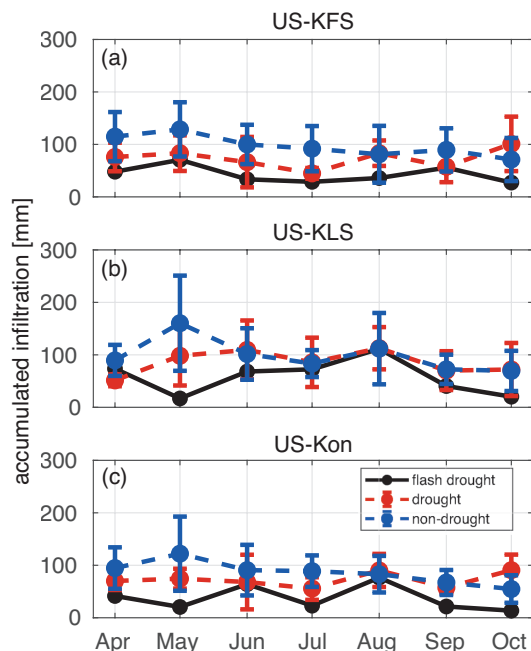 US-KFS
300
(a)
200
100
0
US-KLS
300
(b)
200
100
0
accumulated infiltration [mm]
US-Kon
300
(c)
flash drought
drought
non-drought
200
100
0
Apr May Jun Jul Aug Sep Oct